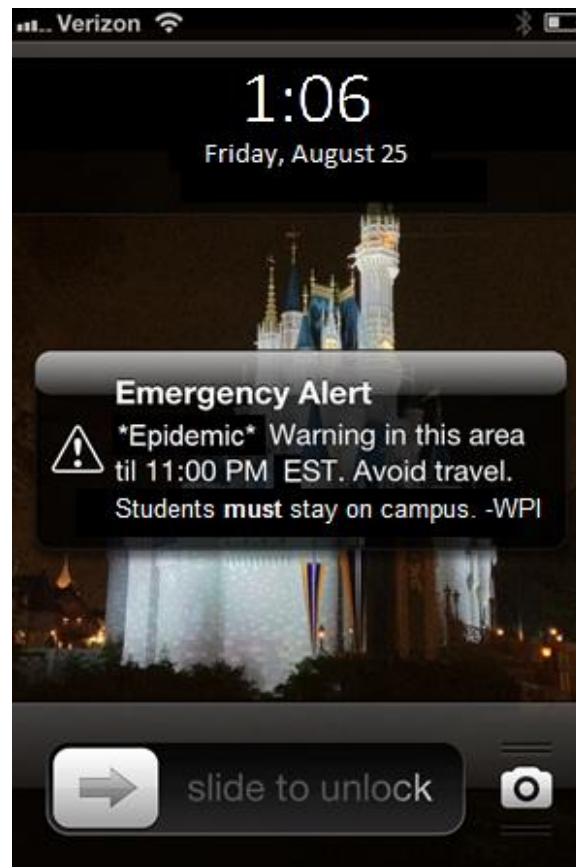 Verizon
1:06
Friday, August 25
Emergency Alert
*Epidemic* Warning in this area
til 11:00 PM EST. Avoid travel.
Students must stay on campus. -WPI
slide to unlock